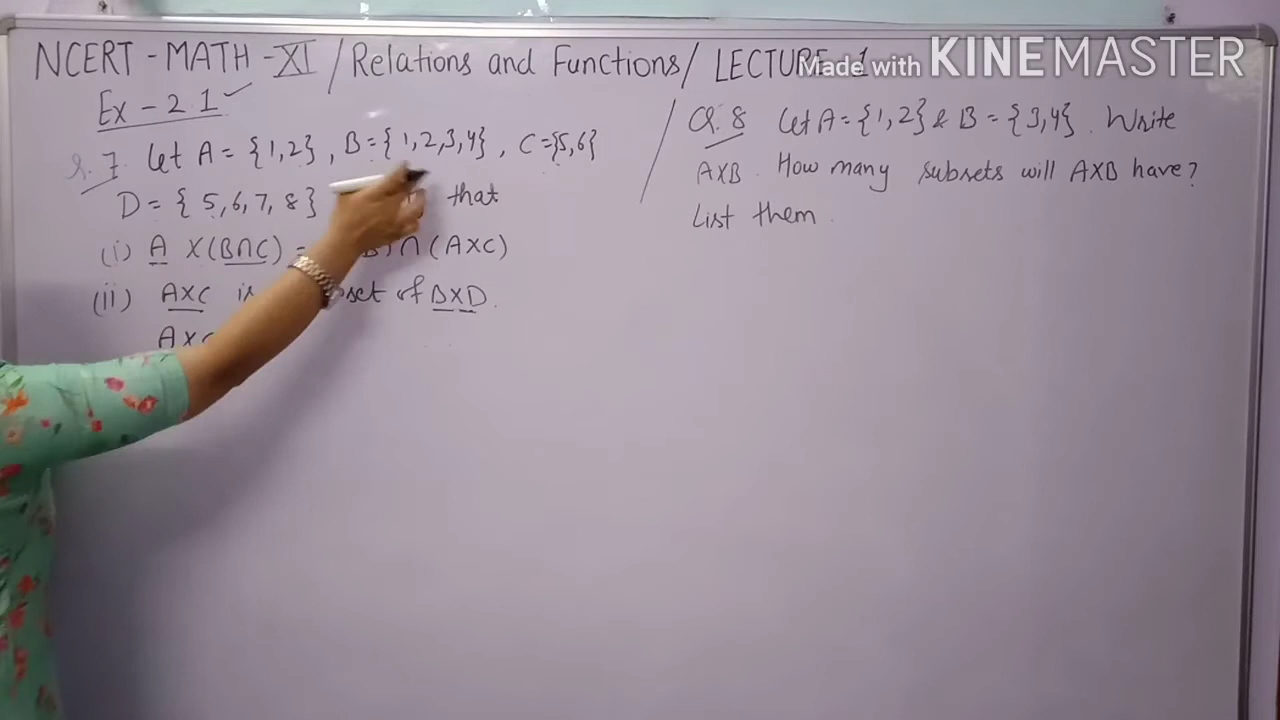 NCERT - MATH - XI / Relations and Functions / LECTURE 1
Made with KINEMASTER
Ex - 2.1
Q.7. Let A = {1,2}, B = {1,2,3,4}, C = {5,6}
D = {5,6,7,8} that
(i) A X (B∩C) = B) ∩ (AXC)
(ii) AXC is subset of BXD.
AXC
Q.8 Let A = {1,2} & B = {3,4}. Write
AXB. How many subsets will AXB have?
List them.